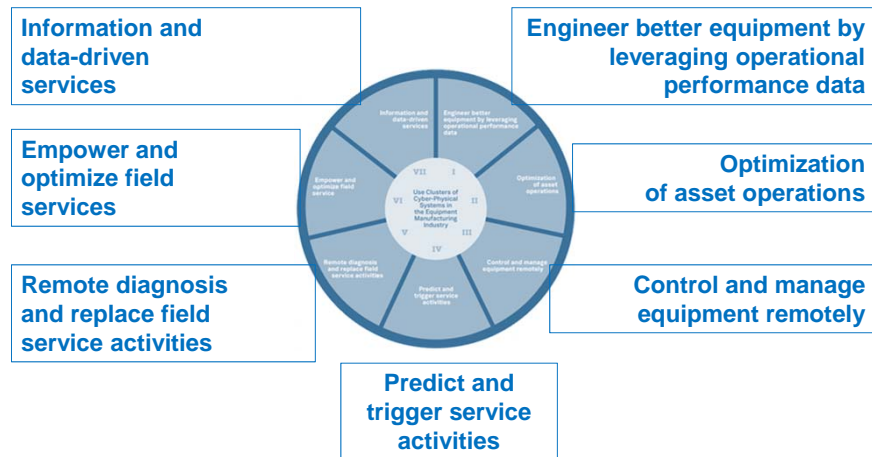 Information and
data-driven
services
Engineer better equipment by
leveraging operational
performance data
Empower and
optimize field
services
Optimization
of asset operations
Remote diagnosis
and replace field
service activities
Control and manage
equipment remotely
Predict and
trigger service
activities
Information and
data-driven
services
Engineer better
equipment by leveraging
operational performance
data
Empower and
optimize field
service
Optimization
of asset
operations
Remote diagnosis
and replace field
service activities
Control and manage
equipment remotely
Predict and
trigger service
activities
VII
I
VI
II
V
III
IV
Use Clusters of
Cyber-Physical
Systems in
the Equipment
Manufacturing
Industry